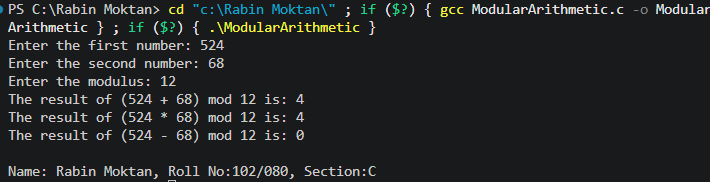 PS C:\Rabin Moktan> cd "c:\Rabin Moktan\" ; if ($?) { gcc ModularArithmetic.c -o Modular
Arithmetic } ; if ($?) { .\ModularArithmetic }
Enter the first number: 524
Enter the second number: 68
Enter the modulus: 12
The result of (524 + 68) mod 12 is: 4
The result of (524 * 68) mod 12 is: 4
The result of (524 - 68) mod 12 is: 0
Name: Rabin Moktan, Roll No:102/080, Section:C